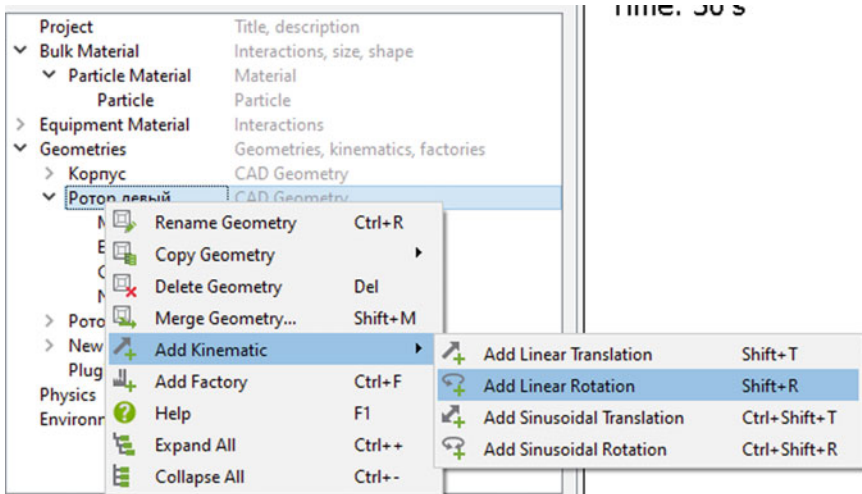 Time: 30 s
Project Title, description
Bulk Material Interactions, size, shape
Particle Material Material
Particle Particle
Equipment Material Interactions
Geometries Geometries, kinematics, factories
Корпус CAD Geometry
Ротор левый CAD Geometry
Rename Geometry Ctrl+R
Copy Geometry
Delete Geometry Del
Merge Geometry... Shift+M
Add Kinematic
Add Factory Ctrl+F
Help F1
Expand All Ctrl++
Collapse All Ctrl+-
New
Plug
Physics
Environr
Add Linear Translation Shift+T
Add Linear Rotation Shift+R
Add Sinusoidal Translation Ctrl+Shift+T
Add Sinusoidal Rotation Ctrl+Shift+R